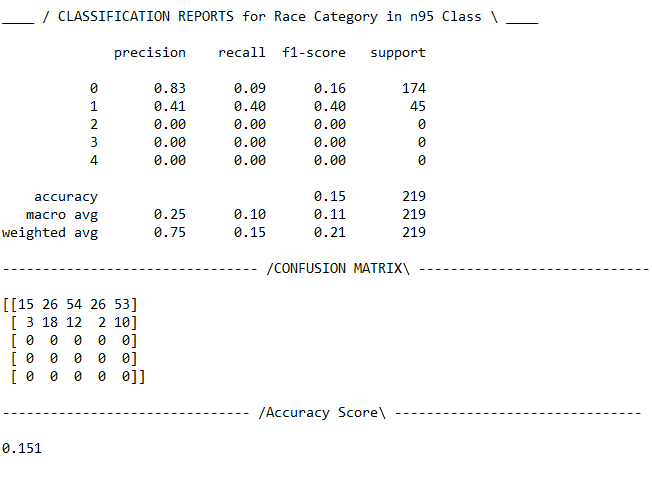 ____ / CLASSIFICATION REPORTS for Race Category in n95 Class \ ____
precision recall f1-score support
0 0.83 0.09 0.16 174
1 0.41 0.40 0.40 45
2 0.00 0.00 0.00 0
3 0.00 0.00 0.00 0
4 0.00 0.00 0.00 0
accuracy 0.15 219
macro avg 0.25 0.10 0.11 219
weighted avg 0.75 0.15 0.21 219
-------------------------------- /CONFUSION MATRIX\ -----------------------------
[[15 26 54 26 53]
[ 3 18 12 2 10]
[ 0 0 0 0 0]
[ 0 0 0 0 0]
[ 0 0 0 0 0]]
------------------------------- /Accuracy Score\ -------------------------------
0.151